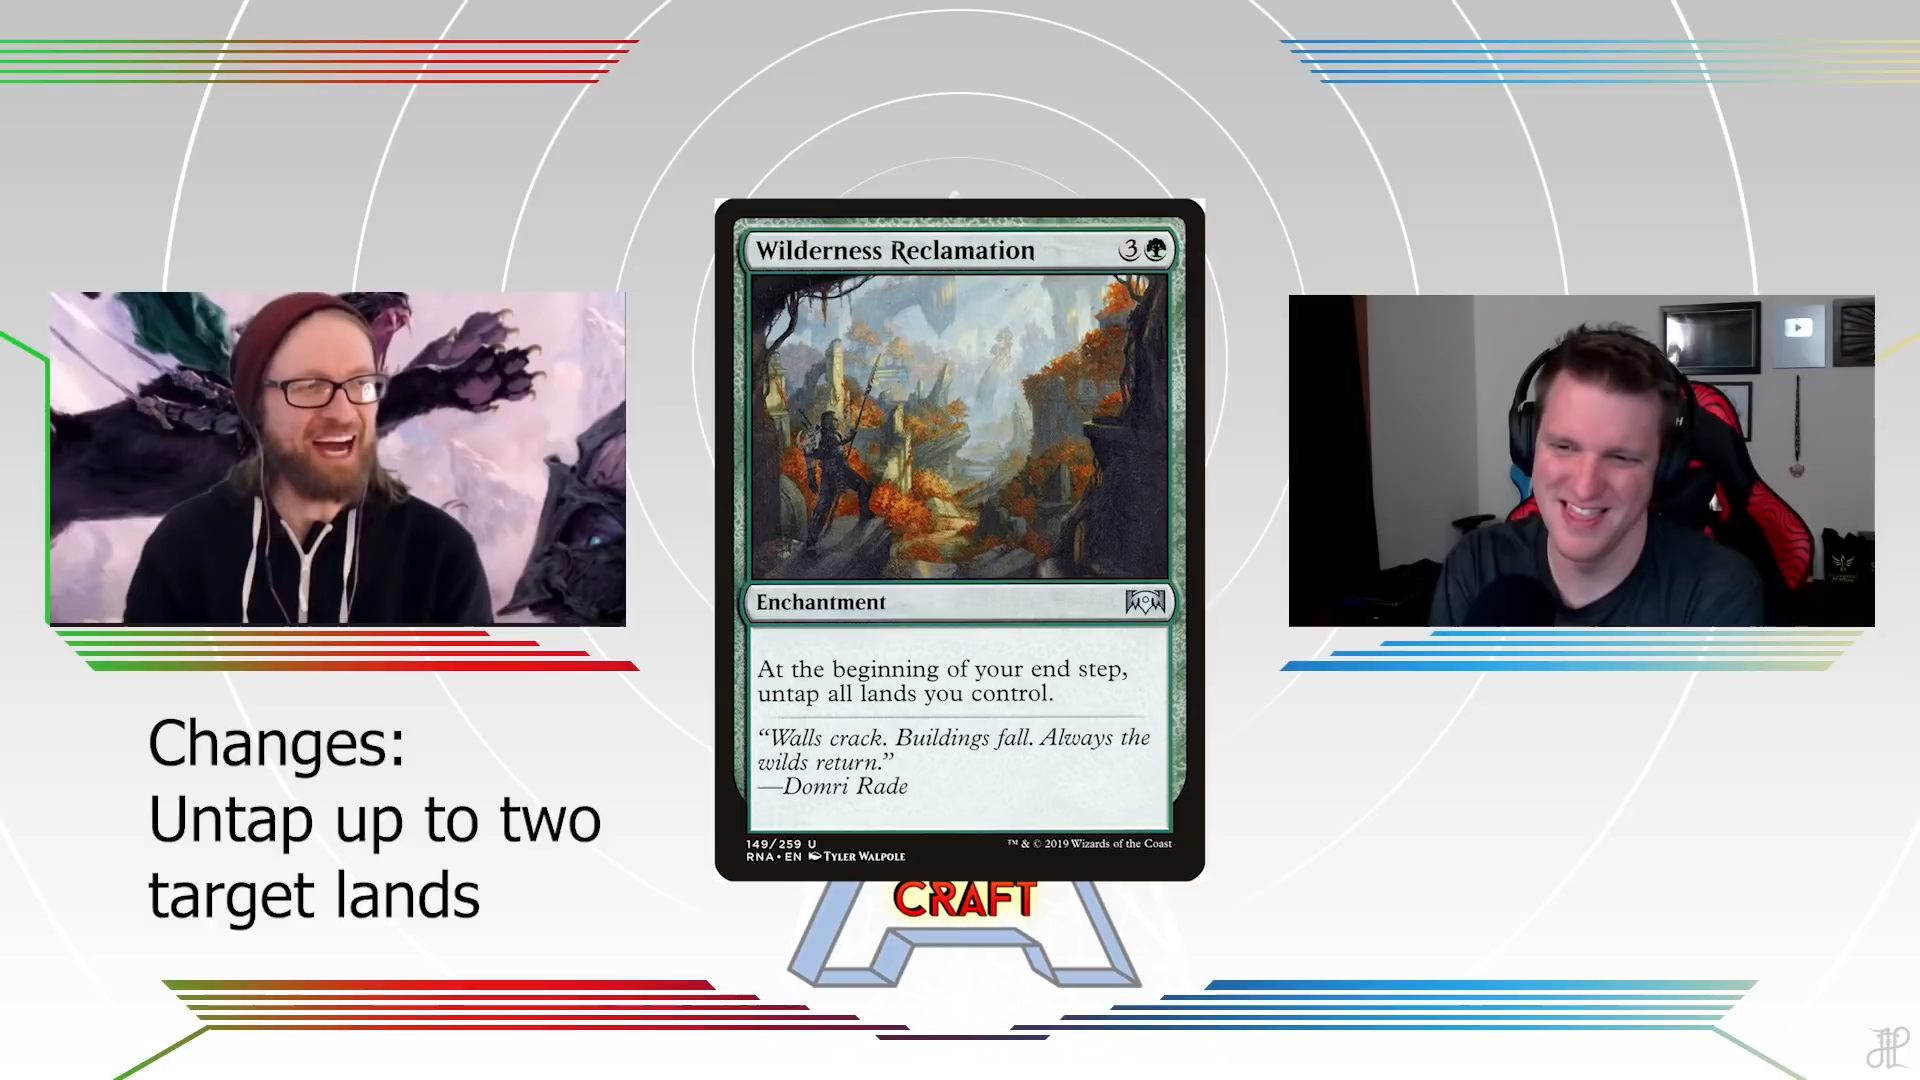 Wilderness Reclamation
3
Enchantment
At the beginning of your end step,
untap all lands you control.
“Walls crack. Buildings fall. Always the
wilds return.”
—Domri Rade
149/259 U
RNA • EN Tyler Walpole
™ & © 2019 Wizards of the Coast
CRAFT
Changes:
Untap up to two
target lands